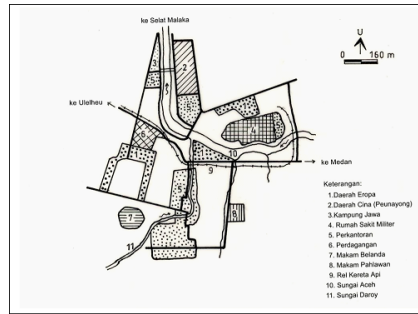 ke Selat Malaka
U
0 160 m
3
2
5
ke Ulelheu
4
6
10
9
ke Medan
5
7
8
11
Keterangan:
1.Daerah Eropa
2.Daerah Cina (Peunayong)
3.Kampung Jawa
4. Rumah Sakit Militer
5. Perkantoran
6. Perdagangan
7. Makam Belanda
8. Makam Pahlawan
9. Rel Kereta Api
10. Sungai Aceh
11. Sungai Daroy